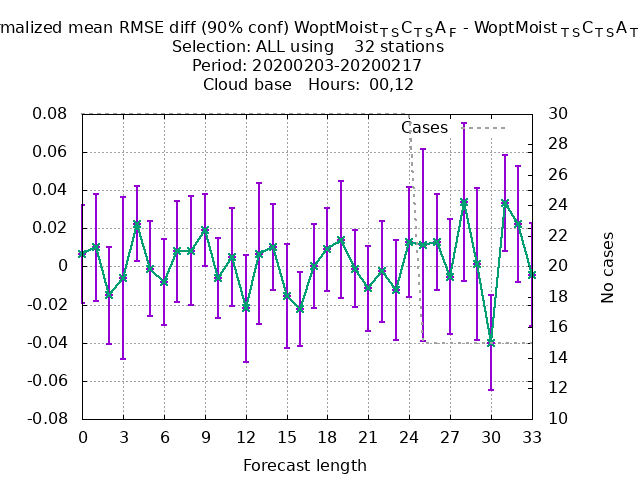 rmalized mean RMSE diff (90% conf) WoptMoistTSCTSAF - WoptMoistTSCTSAT
Selection: ALL using 32 stations
Period: 20200203-20200217
Cloud base Hours: 00,12
Cases
0.08
0.06
0.04
0.02
0
-0.02
-0.04
-0.06
-0.08
30
28
26
24
22
20
18
16
14
12
10
No cases
0 3 6 9 12 15 18 21 24 27 30 33
Forecast length